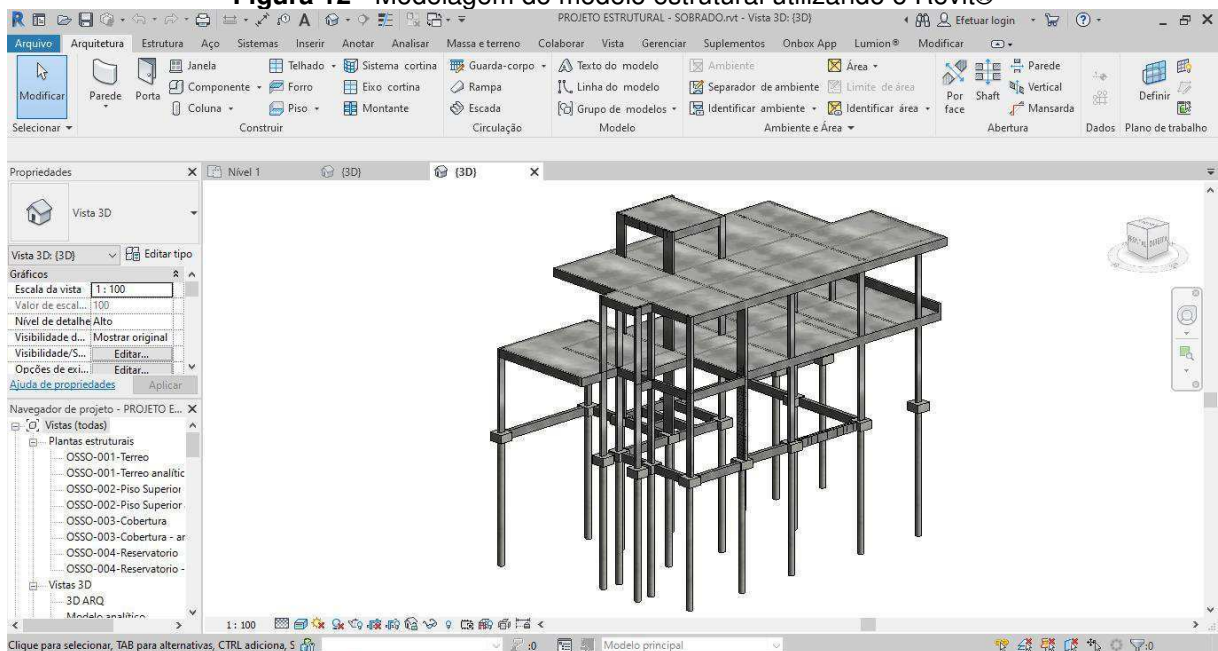 Figura 12 - Modelagem do modelo estrutural utilizando o Revit®
PROJETO ESTRUTURAL - SOBRADO.rvt - Vista 3D: {3D}
Efetuar login
Arquivo Arquitetura Estrutura Aço Sistemas Inserir Anotar Analisar Massa e terreno Colaborar Vista Gerenciar Suplementos Onbox App Lumion® Modificar
Modificar
Parede
Porta
Janela
Componente
Coluna
Telhado
Forro
Piso
Sistema cortina
Eixo cortina
Montante
Guarda-corpo
Rampa
Escada
Texto do modelo
Linha do modelo
Grupo de modelos
Ambiente
Separador de ambiente
Identificar ambiente
Área
Limite de área
Identificar área
Por face
Shaft
Parede
Vertical
Mansarda
Definir
Selecionar Construir Circulação Modelo Ambiente e Área Abertura Dados Plano de trabalho
Propriedades X
Nível 1 {3D} {3D} X
Vista 3D
Vista 3D: {3D} Editar tipo
Gráficos
Escala da vista 1 : 100
Valor de escal... 100
Nível de detalhe Alto
Visibilidade d... Mostrar original
Visibilidade/S... Editar...
Opções de exi... Editar...
Ajuda de propriedades Aplicar
Navegador de projeto - PROJETO E... X
Vistas (todas)
Plantas estruturais
OSSO-001-Terreo
OSSO-001-Terreo analític
OSSO-002-Piso Superior
OSSO-002-Piso Superior
OSSO-003-Cobertura
OSSO-003-Cobertura - ar
OSSO-004-Reservatorio
OSSO-004-Reservatorio -
Vistas 3D
3D ARQ
Modelo analítico
1 : 100
Clique para selecionar, TAB para alternativas, CTRL adiciona, S
:0
Modelo principal
:0